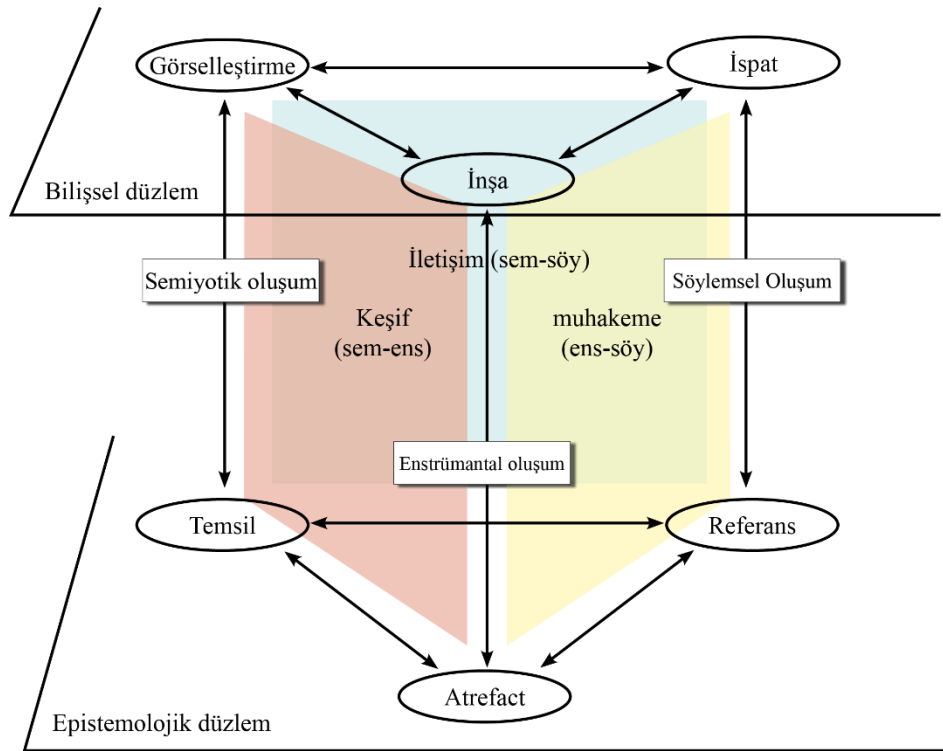 Görselleştirme
İspat
İnşa
Bilişsel düzlem
İletişim (sem-söy)
Semiyotik oluşum
Söylemsel Oluşum
Keşif
(sem-ens)
muhakeme
(ens-söy)
Enstrümantal oluşum
Temsil
Referans
Atrefact
Epistemolojik düzlem